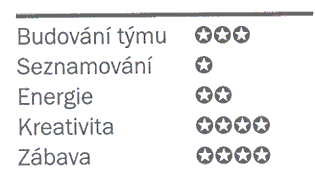 Budování týmu ✪✪✪
Seznamování ✪
Energie ✪✪
Kreativita ✪✪✪✪
Zábava ✪✪✪✪